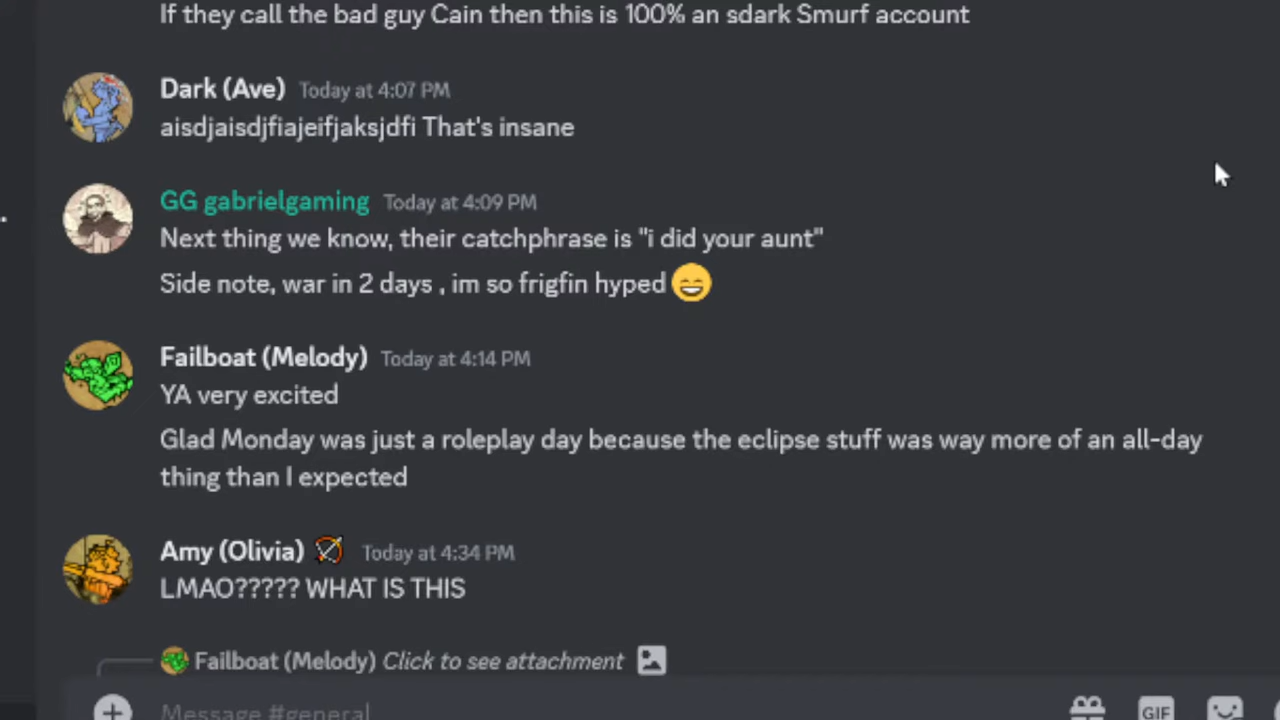 If they call the bad guy Cain then this is 100% an sdark Smurf account
Dark (Ave) Today at 4:07 PM
aisdjaisdjfiajeifjaksjdfi That's insane
GG gabrielgaming Today at 4:09 PM
Next thing we know, their catchphrase is "i did your aunt"
Side note, war in 2 days , im so frigfin hyped
Failboat (Melody) Today at 4:14 PM
YA very excited
Glad Monday was just a roleplay day because the eclipse stuff was way more of an all-day
thing than I expected
Amy (Olivia) Today at 4:34 PM
LMAO????? WHAT IS THIS
Failboat (Melody) Click to see attachment
Message #general
GIF